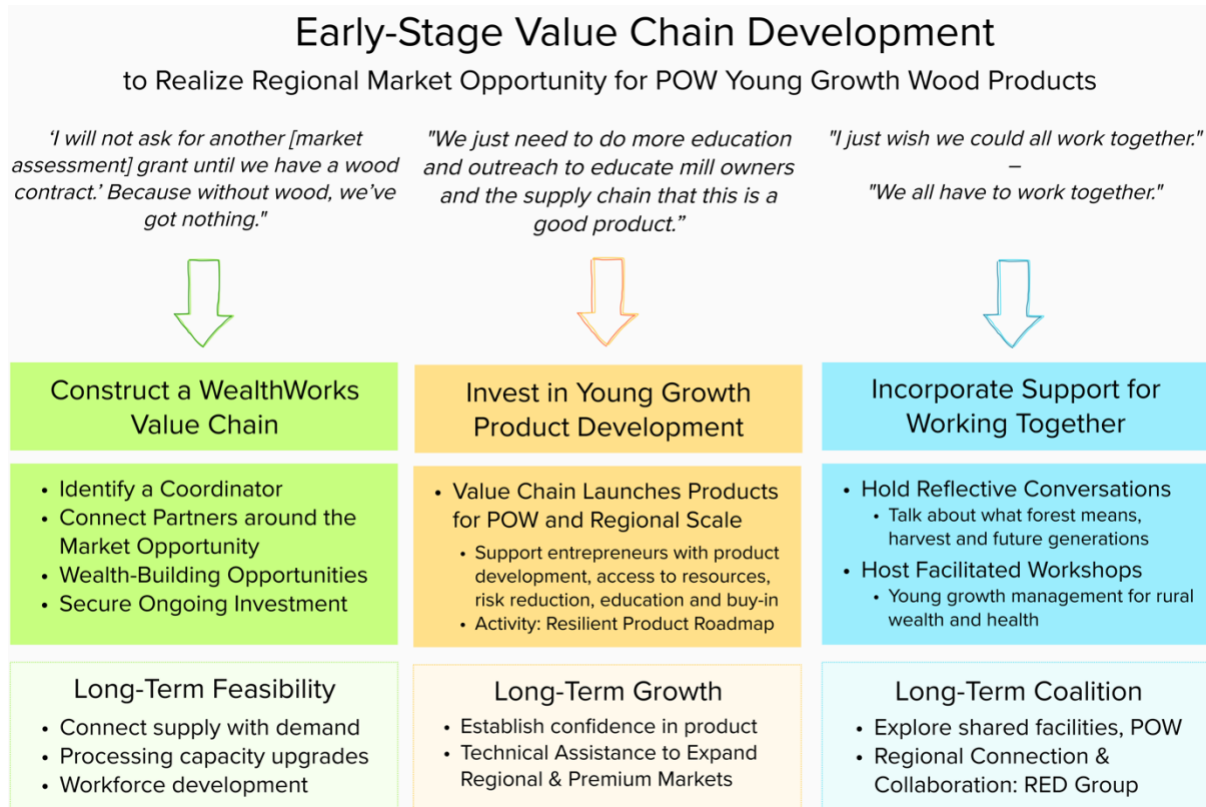 Early-Stage Value Chain Development
to Realize Regional Market Opportunity for POW Young Growth Wood Products
‘I will not ask for another [market
assessment] grant until we have a wood
contract.’ Because without wood, we’ve
got nothing."
"We just need to do more education
and outreach to educate mill owners
and the supply chain that this is a
good product.”
"I just wish we could all work together."
–
"We all have to work together."
Construct a WealthWorks
Value Chain
• Identify a Coordinator
• Connect Partners around the
Market Opportunity
• Wealth-Building Opportunities
• Secure Ongoing Investment
Long-Term Feasibility
• Connect supply with demand
• Processing capacity upgrades
• Workforce development
Invest in Young Growth
Product Development
• Value Chain Launches Products
for POW and Regional Scale
• Support entrepreneurs with product
development, access to resources,
risk reduction, education and buy-in
• Activity: Resilient Product Roadmap
Long-Term Growth
• Establish confidence in product
• Technical Assistance to Expand
Regional & Premium Markets
Incorporate Support for
Working Together
• Hold Reflective Conversations
• Talk about what forest means,
harvest and future generations
• Host Facilitated Workshops
• Young growth management for rural
wealth and health
Long-Term Coalition
• Explore shared facilities, POW
• Regional Connection &
Collaboration: RED Group